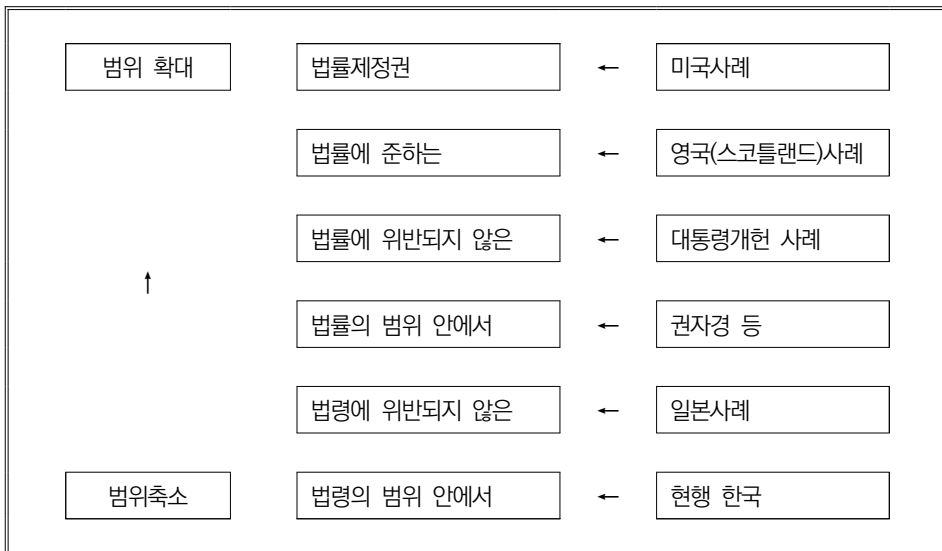 범위 확대 법률제정권 ← 미국사례
법률에 준하는 ← 영국(스코틀랜드)사례
법률에 위반되지 않은 ← 대통령개헌 사례
↑
법률의 범위 안에서 ← 권자경 등
법령에 위반되지 않은 ← 일본사례
범위축소 법령의 범위 안에서 ← 현행 한국